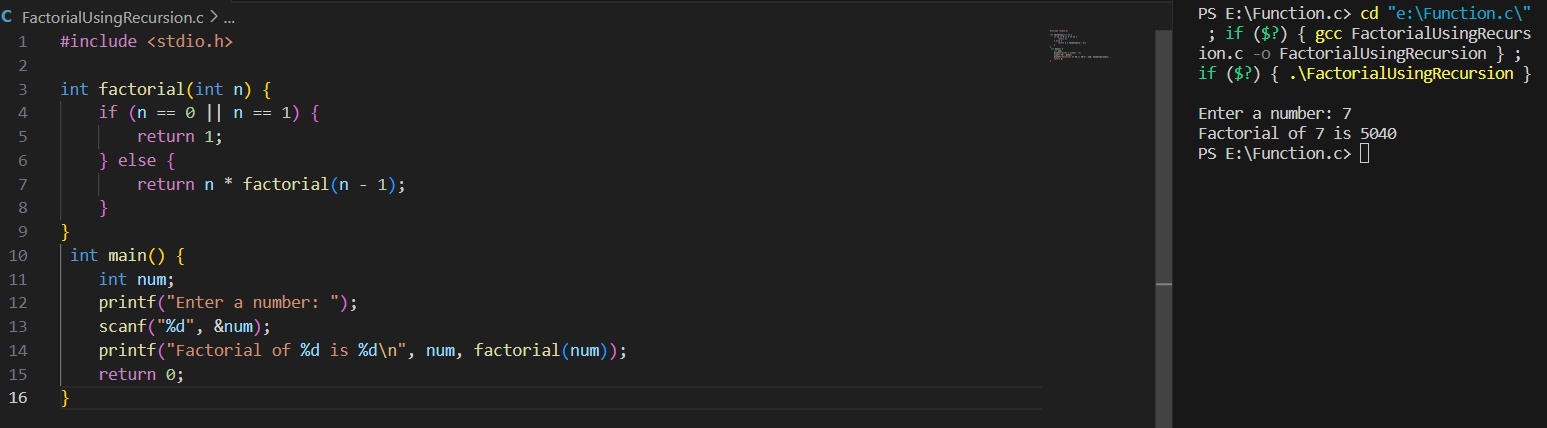 C FactorialUsingRecursion.c > ...
1 #include <stdio.h>
2
3 int factorial(int n) {
4     if (n == 0 || n == 1) {
5         return 1;
6     } else {
7         return n * factorial(n - 1);
8     }
9 }
10  int main() {
11     int num;
12     printf("Enter a number: ");
13     scanf("%d", &num);
14     printf("Factorial of %d is %d\n", num, factorial(num));
15     return 0;
16 }
PS E:\Function.c> cd "e:\Function.c\"
 ; if ($?) { gcc FactorialUsingRecurs
ion.c -o FactorialUsingRecursion } ;
if ($?) { .\FactorialUsingRecursion }
Enter a number: 7
Factorial of 7 is 5040
PS E:\Function.c>